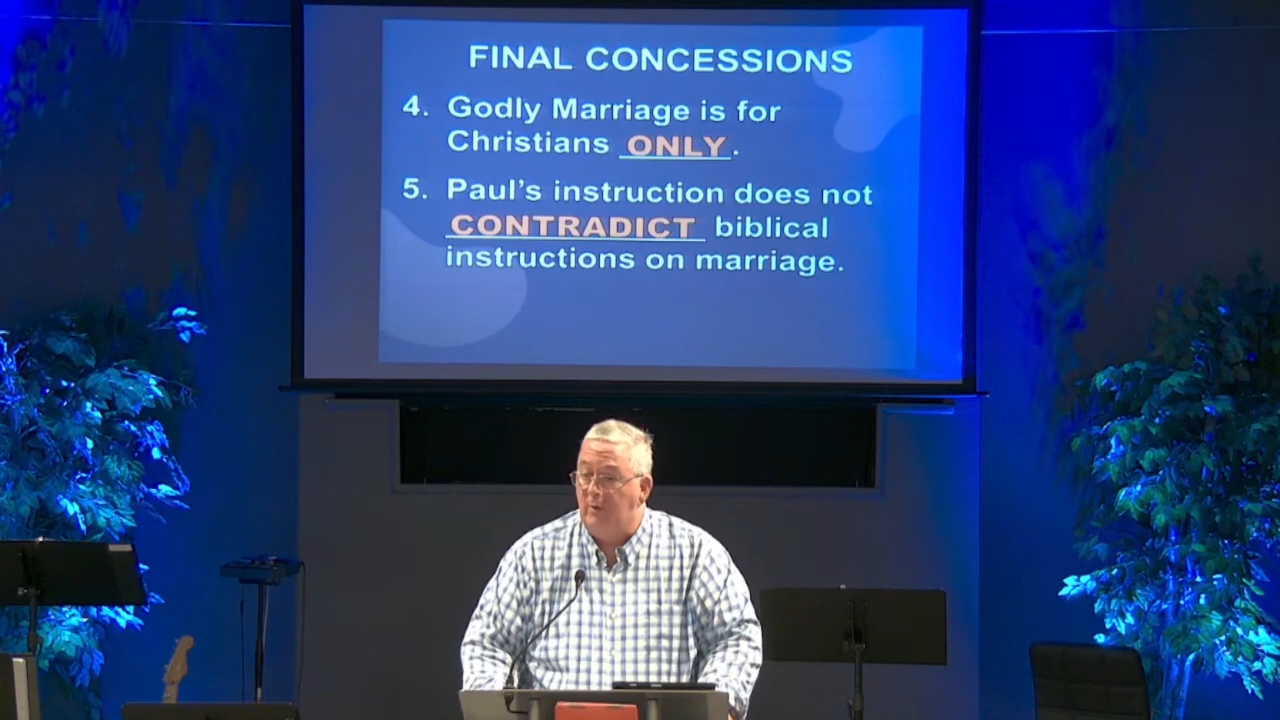 FINAL CONCESSIONS
4. Godly Marriage is for
Christians ONLY.
5. Paul's instruction does not
CONTRADICT biblical
instructions on marriage.